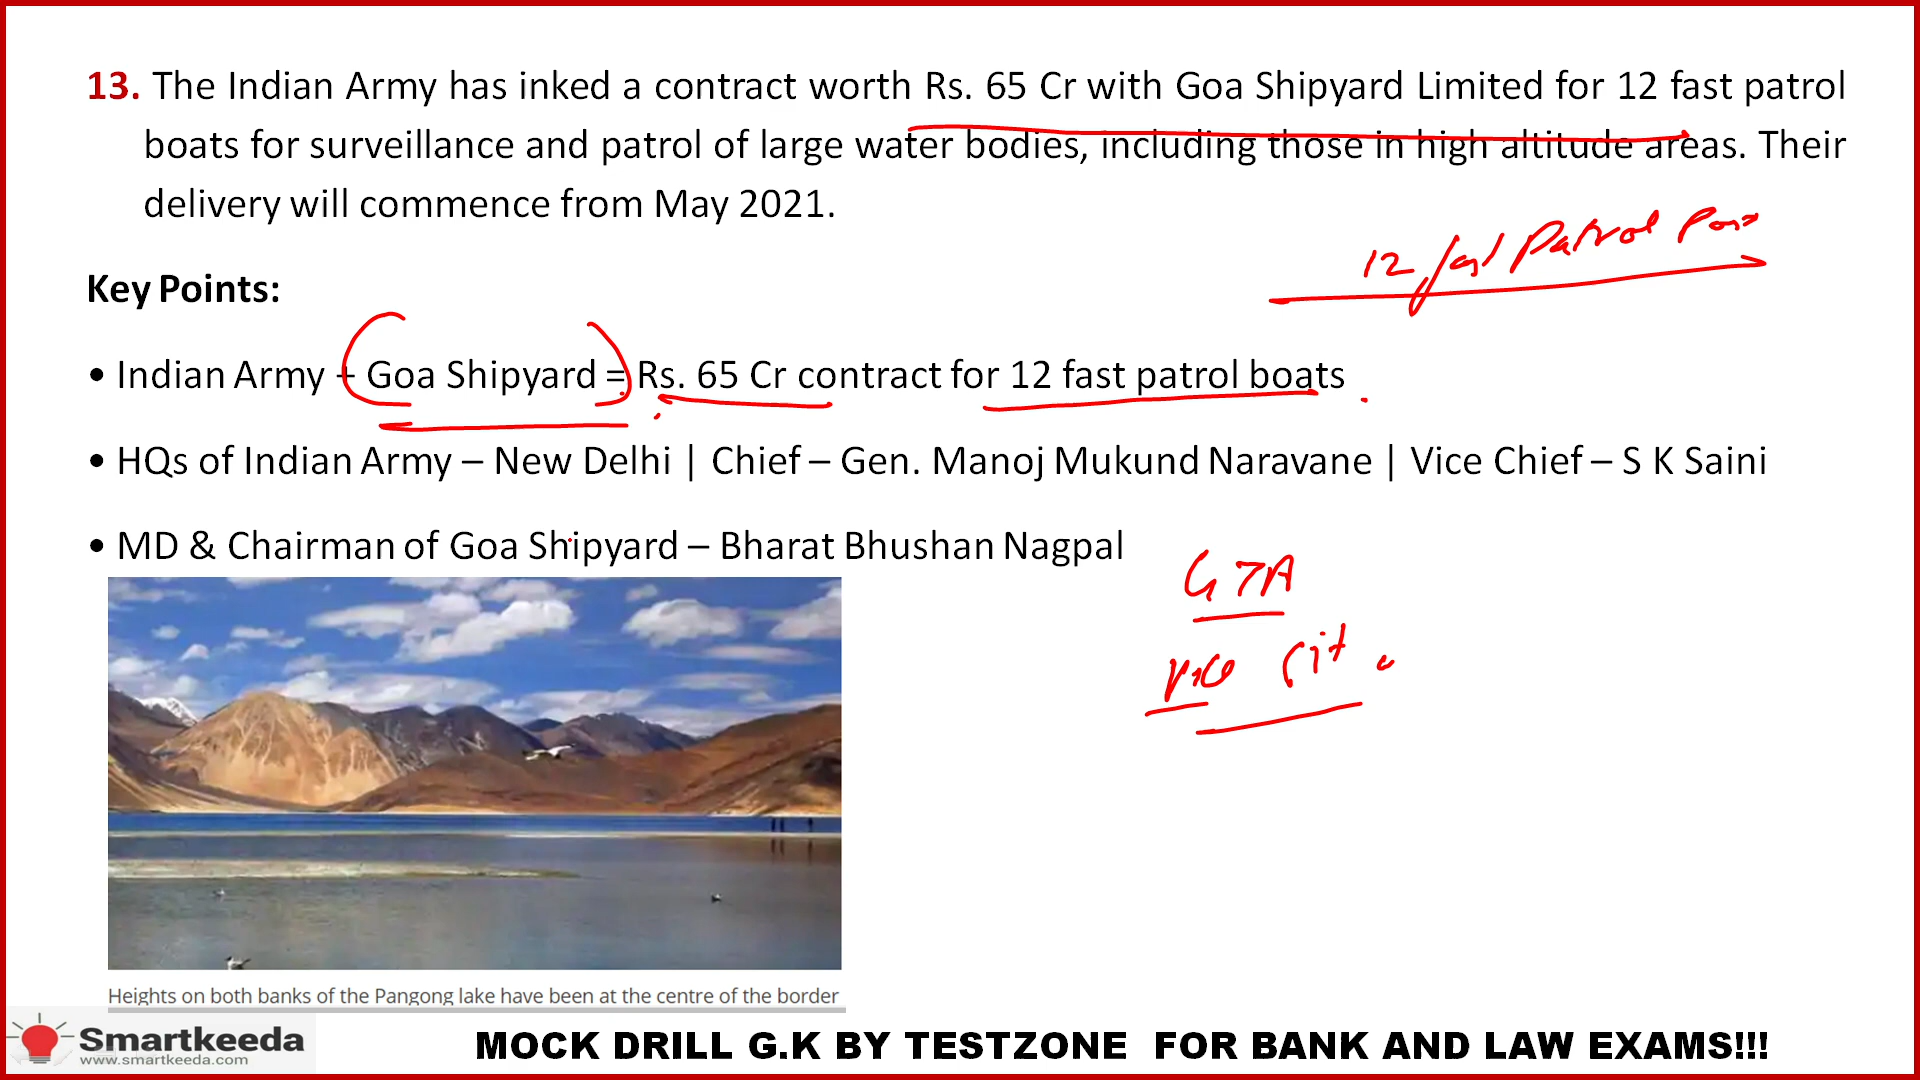 13. The Indian Army has inked a contract worth Rs. 65 Cr with Goa Shipyard Limited for 12 fast patrol
boats for surveillance and patrol of large water bodies, including those in high altitude areas. Their
delivery will commence from May 2021.
12 fast Patrol
Key Points:
• Indian Army + Goa Shipyard = Rs. 65 Cr contract for 12 fast patrol boats
• HQs of Indian Army – New Delhi | Chief – Gen. Manoj Mukund Naravane | Vice Chief – S K Saini
• MD & Chairman of Goa Shipyard – Bharat Bhushan Nagpal
Heights on both banks of the Pangong lake have been at the centre of the border
Smartkeeda
www.smartkeeda.com
MOCK DRILL G.K BY TESTZONE FOR BANK AND LAW EXAMS!!!